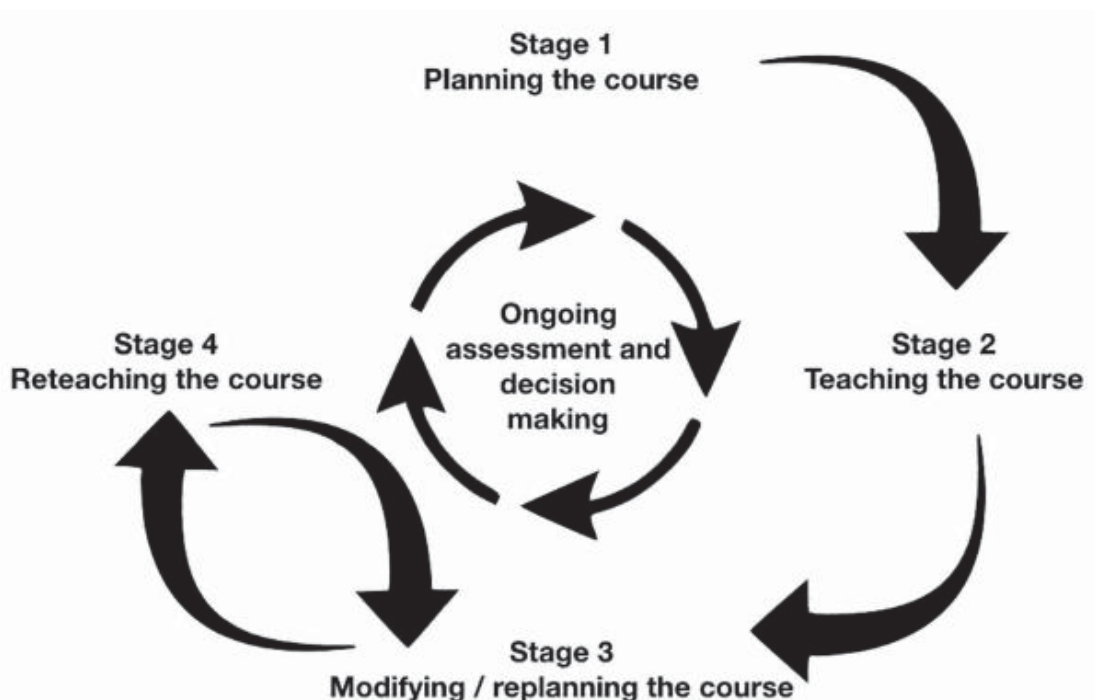 Stage 1
Planning the course
Ongoing
assessment and
decision
making
Stage 2
Teaching the course
Stage 3
Modifying / replanning the course
Stage 4
Reteaching the course